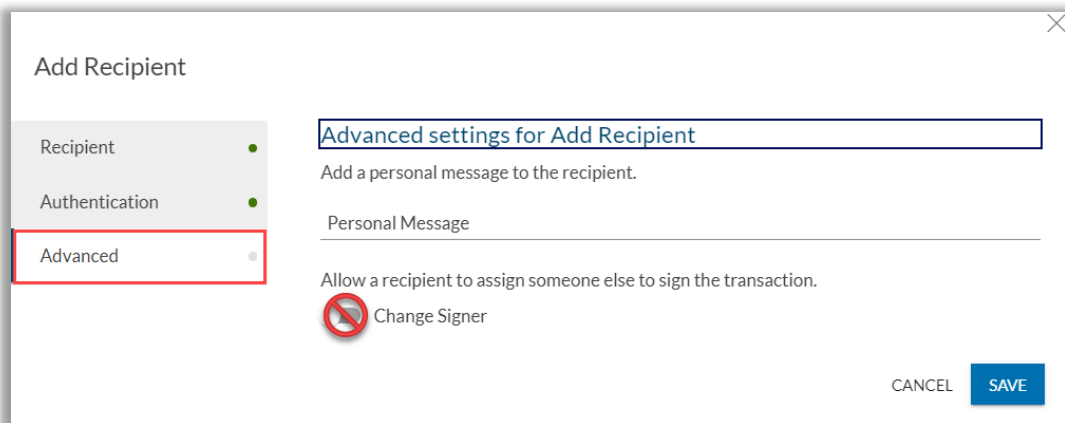 Add Recipient
Recipient
Authentication
Advanced
Advanced settings for Add Recipient
Add a personal message to the recipient.
Personal Message
Allow a recipient to assign someone else to sign the transaction.
Change Signer
CANCEL
SAVE